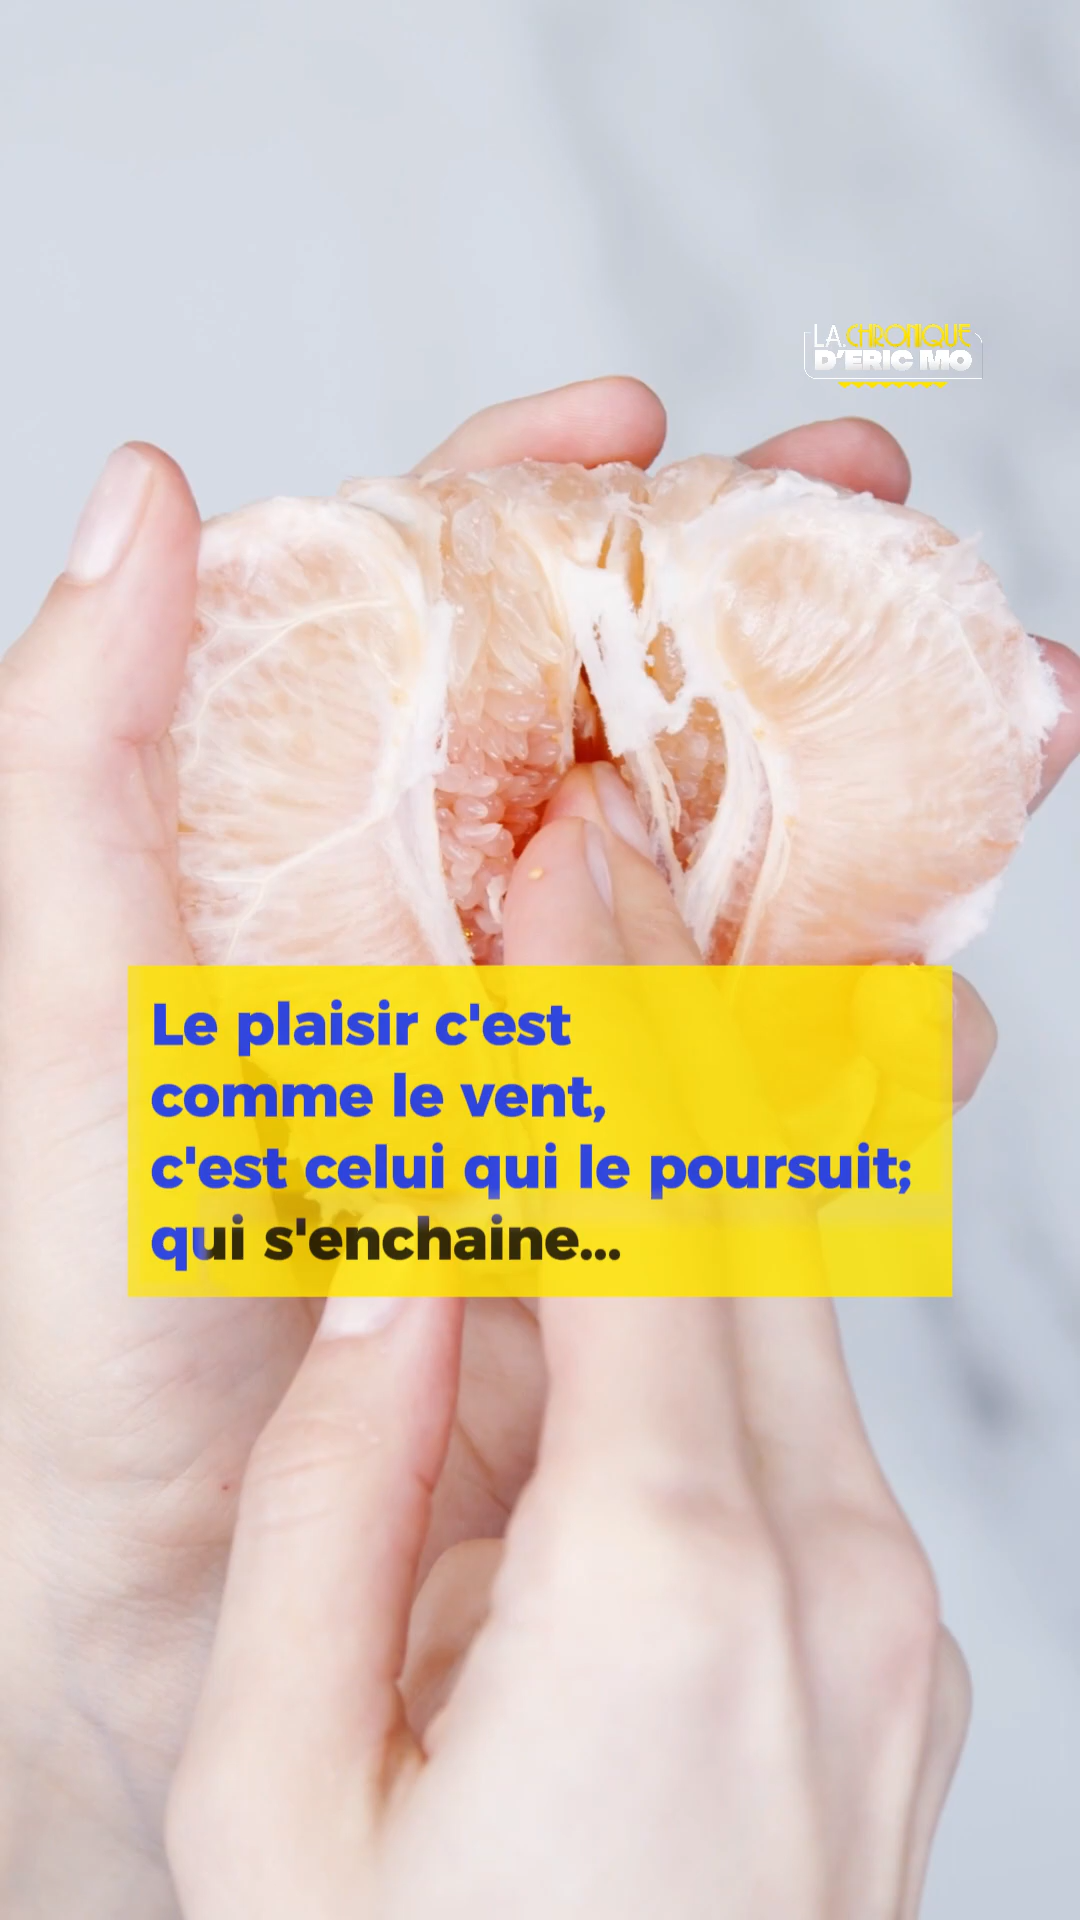 LA.CHRONIQUE
D'ERIC MO
Le plaisir c'est
comme le vent,
c'est celui qui le poursuit;
qui s'enchaine...